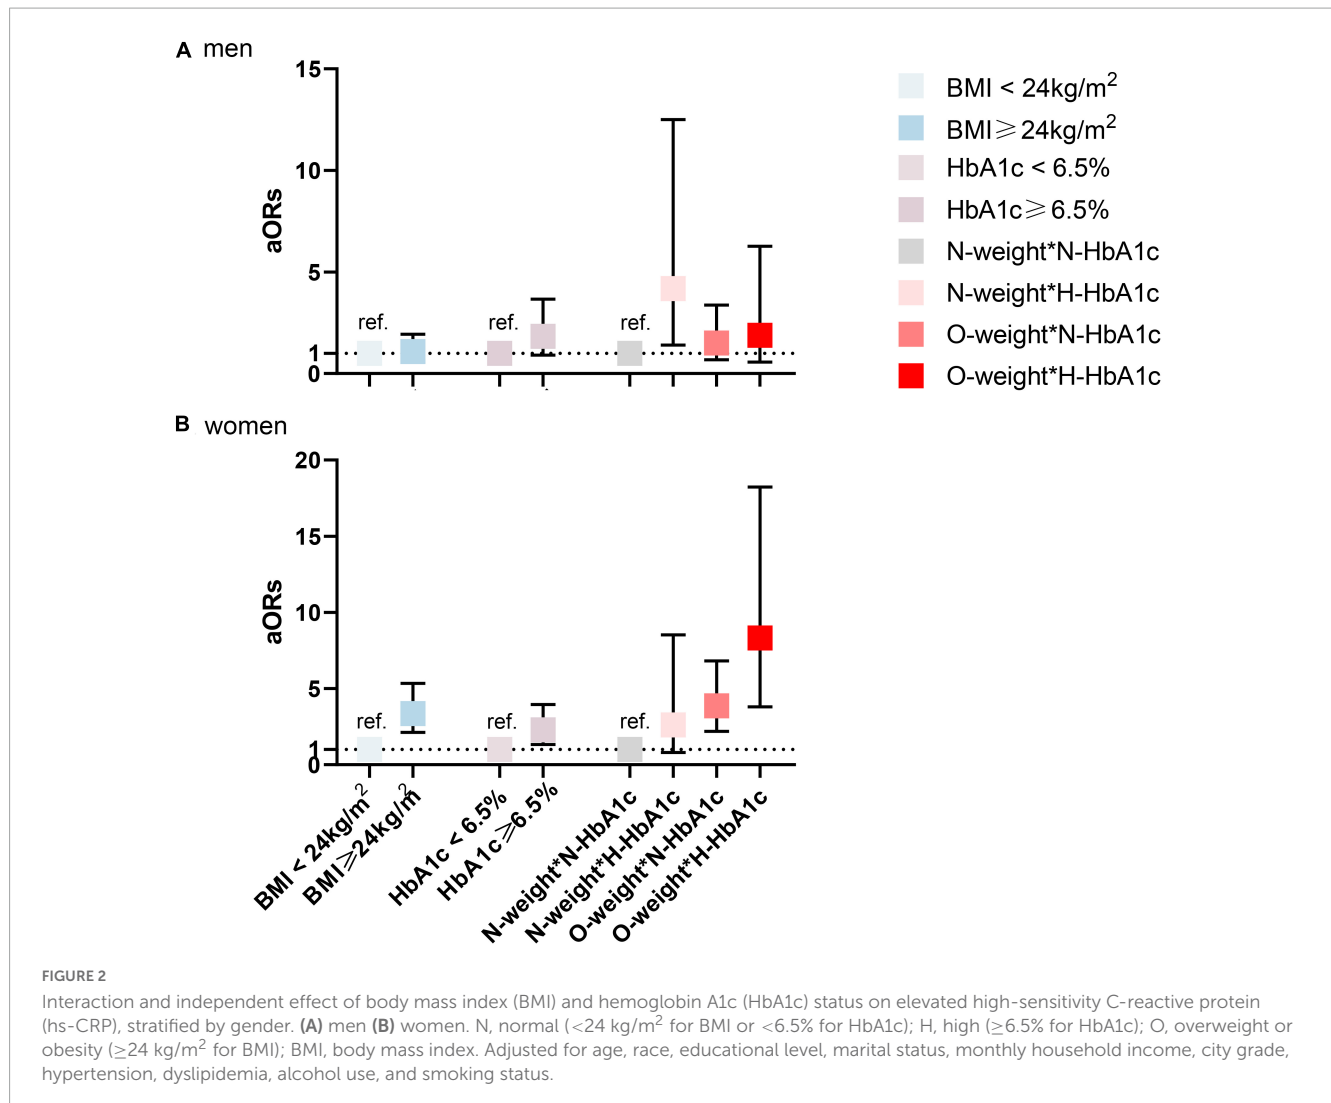 A men
15
10
5
1
0
aORs
ref.
ref.
ref.
BMI < 24kg/m²
BMI⩾24kg/m²
HbA1c < 6.5%
HbA1c⩾6.5%
N-weight*N-HbA1c
N-weight*H-HbA1c
O-weight*N-HbA1c
O-weight*H-HbA1c
B women
20
15
10
5
1
0
aORs
ref.
ref.
ref.
BMI < 24kg/m²
BMI⩾24kg/m²
HbA1c < 6.5%
HbA1c⩾6.5%
N-weight*N-HbA1c
N-weight*H-HbA1c
O-weight*N-HbA1c
O-weight*H-HbA1c
FIGURE 2
Interaction and independent effect of body mass index (BMI) and hemoglobin A1c (HbA1c) status on elevated high-sensitivity C-reactive protein
(hs-CRP), stratified by gender. (A) men (B) women. N, normal (<24 kg/m² for BMI or <6.5% for HbA1c); H, high (≥6.5% for HbA1c); O, overweight or
obesity (≥24 kg/m² for BMI); BMI, body mass index. Adjusted for age, race, educational level, marital status, monthly household income, city grade,
hypertension, dyslipidemia, alcohol use, and smoking status.